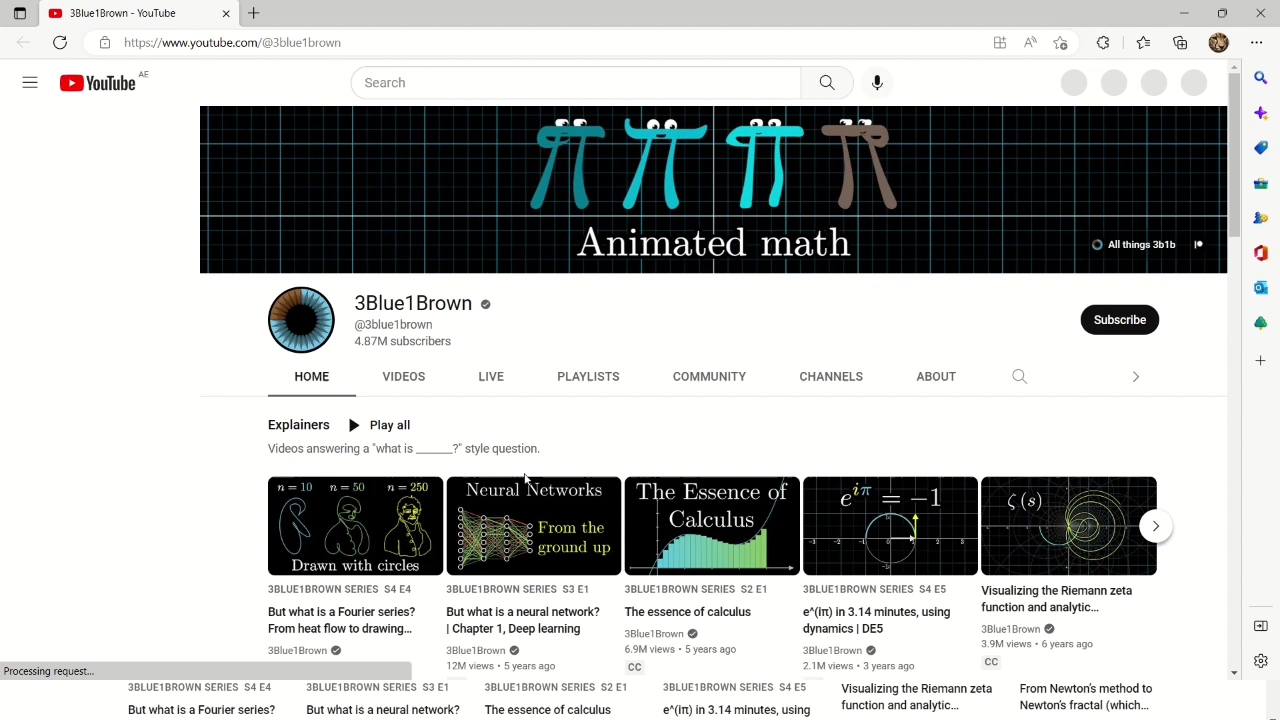 3Blue1Brown - YouTube
https://www.youtube.com/@3blue1brown
YouTube AE
Search
Animated math
All things 3b1b
3Blue1Brown
@3blue1brown
4.87M subscribers
Subscribe
HOME VIDEOS LIVE PLAYLISTS COMMUNITY CHANNELS ABOUT
Explainers Play all
Videos answering a "what is ______?" style question.
n = 10 n = 50 n = 250
Drawn with circles
Neural Networks
From the
ground up
The Essence of
Calculus
e^{iπ} = −1
ζ(s)
3BLUE1BROWN SERIES S4 E4
But what is a Fourier series?
From heat flow to drawing...
3Blue1Brown
3BLUE1BROWN SERIES S3 E1
But what is a neural network?
| Chapter 1, Deep learning
3Blue1Brown
12M views • 5 years ago
3BLUE1BROWN SERIES S2 E1
The essence of calculus
3Blue1Brown
6.9M views • 5 years ago
CC
3BLUE1BROWN SERIES S4 E5
e^(iπ) in 3.14 minutes, using
dynamics | DE5
3Blue1Brown
2.1M views • 3 years ago
Visualizing the Riemann zeta
function and analytic...
3Blue1Brown
3.9M views • 6 years ago
CC
Processing request...
3BLUE1BROWN SERIES S4 E4
But what is a Fourier series?
3BLUE1BROWN SERIES S3 E1
But what is a neural network?
3BLUE1BROWN SERIES S2 E1
The essence of calculus
3BLUE1BROWN SERIES S4 E5
e^(iπ) in 3.14 minutes, using
Visualizing the Riemann zeta
function and analytic...
From Newton's method to
Newton's fractal (which...